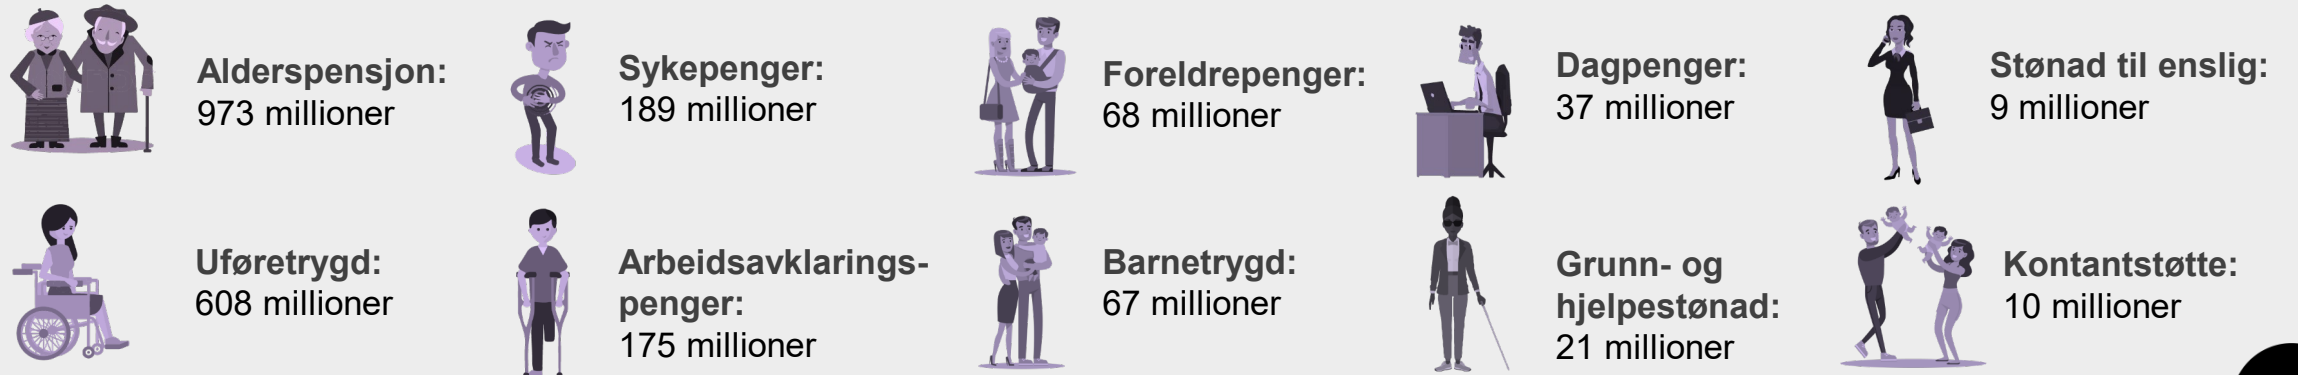 Alderspensjon:
973 millioner
Sykepenger:
189 millioner
Foreldrepenger:
68 millioner
Dagpenger:
37 millioner
Stønad til enslig:
9 millioner
Uføretrygd:
608 millioner
Arbeidsavklarings-
penger:
175 millioner
Barnetrygd:
67 millioner
Grunn- og
hjelpestønad:
21 millioner
Kontantstøtte:
10 millioner